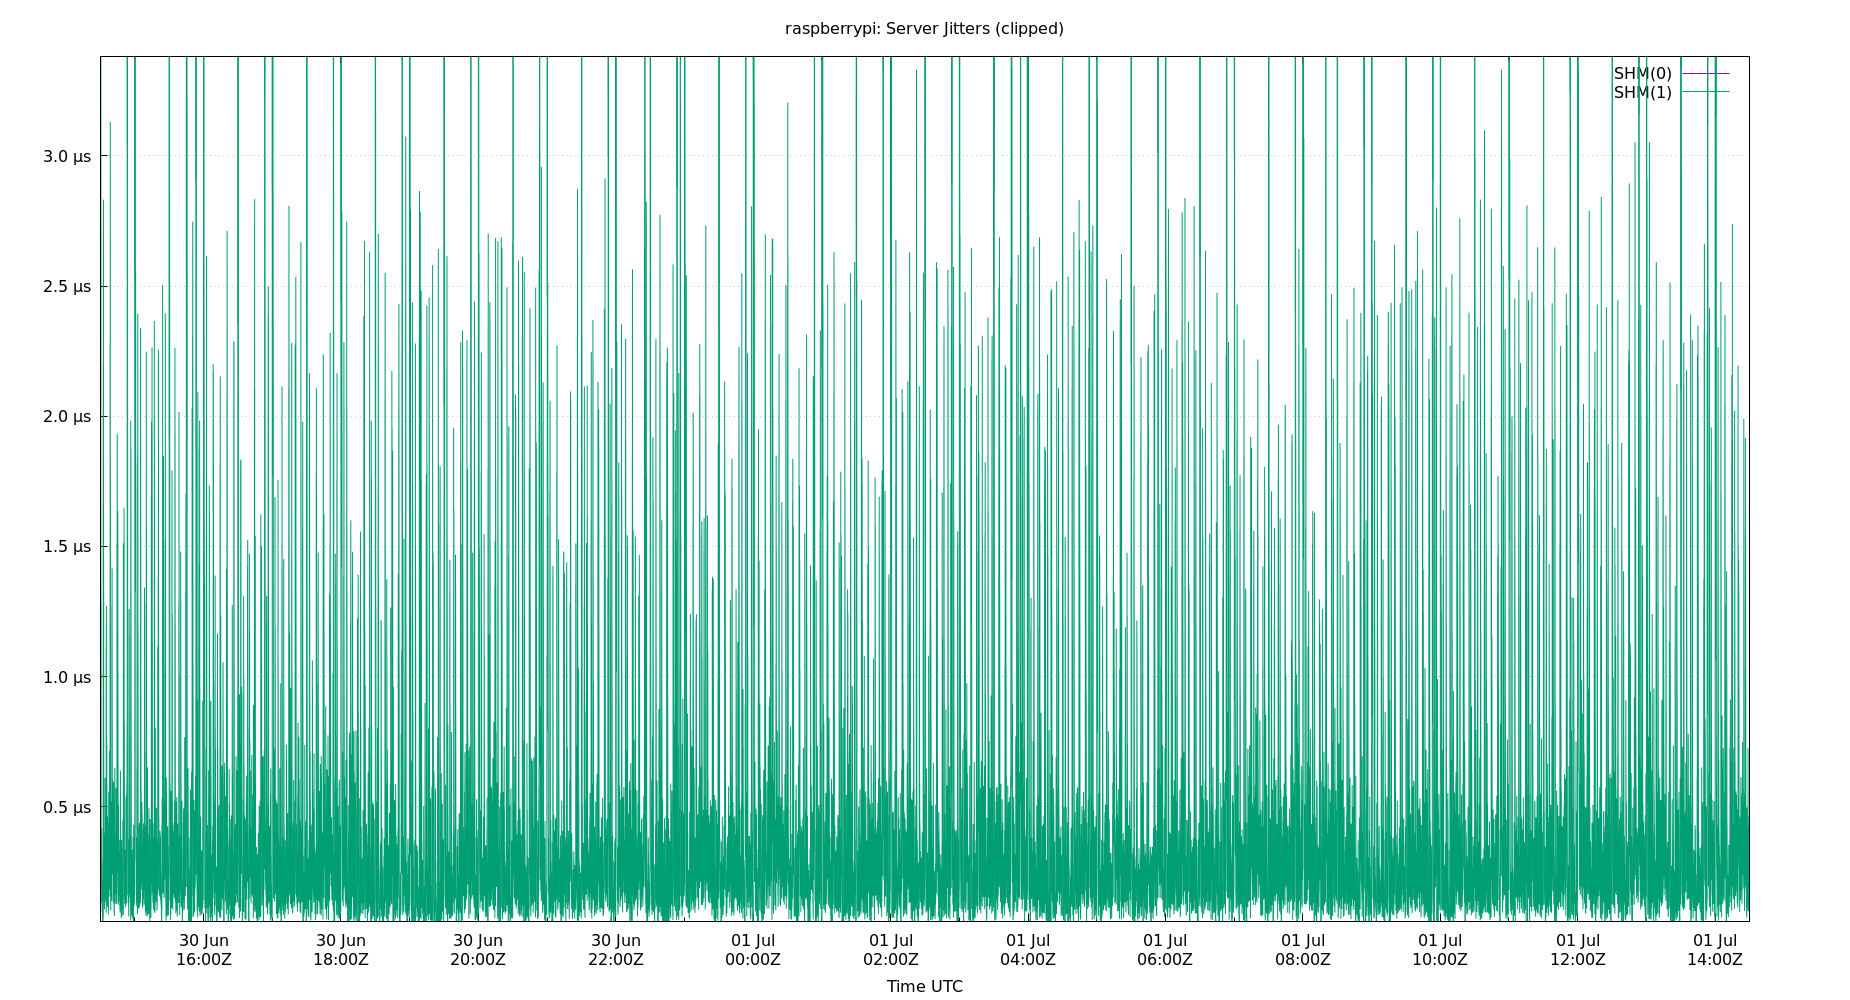 raspberrypi: Server Jitters (clipped)
SHM(0)
SHM(1)
3.0 µs
2.5 µs
2.0 µs
1.5 µs
1.0 µs
0.5 µs
30 Jun 30 Jun 30 Jun 30 Jun 01 Jul 01 Jul 01 Jul 01 Jul 01 Jul 01 Jul 01 Jul 01 Jul
16:00Z 18:00Z 20:00Z 22:00Z 00:00Z 02:00Z 04:00Z 06:00Z 08:00Z 10:00Z 12:00Z 14:00Z
Time UTC